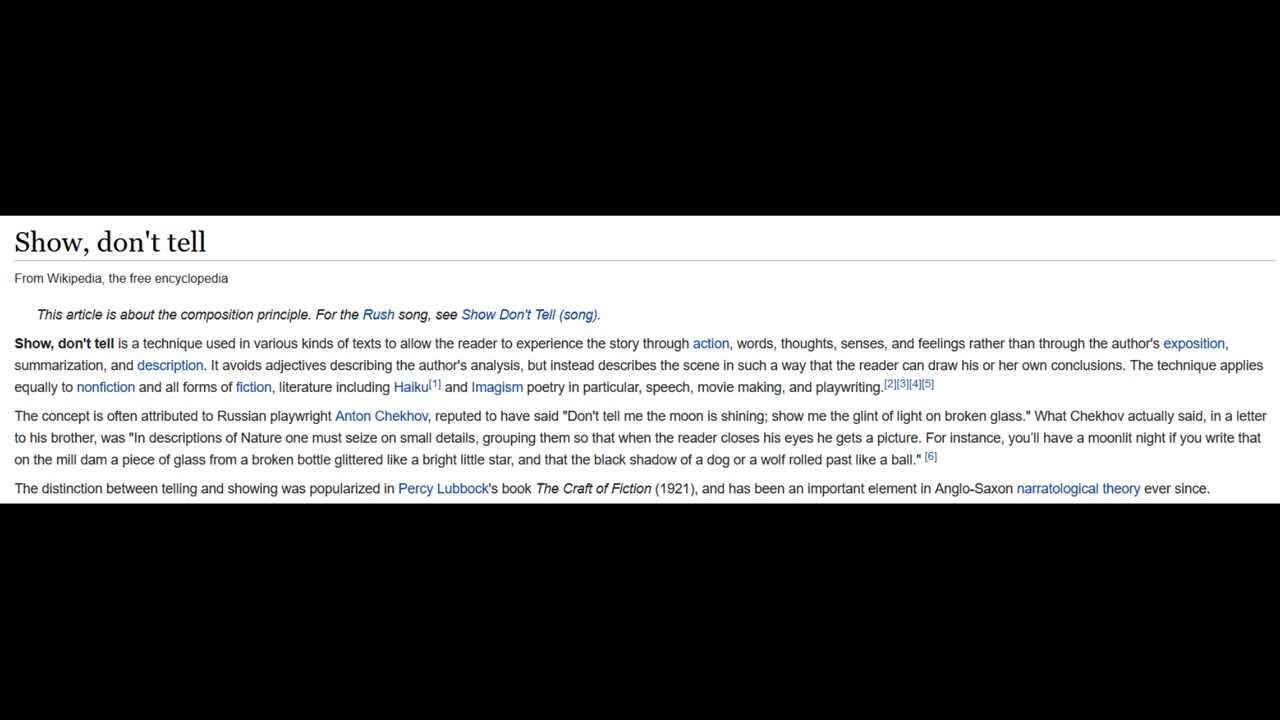 Show, don't tell
From Wikipedia, the free encyclopedia
This article is about the composition principle. For the Rush song, see Show Don't Tell (song).
Show, don't tell is a technique used in various kinds of texts to allow the reader to experience the story through action, words, thoughts, senses, and feelings rather than through the author's exposition,
summarization, and description. It avoids adjectives describing the author's analysis, but instead describes the scene in such a way that the reader can draw his or her own conclusions. The technique applies
equally to nonfiction and all forms of fiction, literature including Haiku[1] and Imagism poetry in particular, speech, movie making, and playwriting.[2][3][4][5]
The concept is often attributed to Russian playwright Anton Chekhov, reputed to have said "Don't tell me the moon is shining; show me the glint of light on broken glass." What Chekhov actually said, in a letter
to his brother, was "In descriptions of Nature one must seize on small details, grouping them so that when the reader closes his eyes he gets a picture. For instance, you'll have a moonlit night if you write that
on the mill dam a piece of glass from a broken bottle glittered like a bright little star, and that the black shadow of a dog or a wolf rolled past like a ball." [6]
The distinction between telling and showing was popularized in Percy Lubbock's book The Craft of Fiction (1921), and has been an important element in Anglo-Saxon narratological theory ever since.